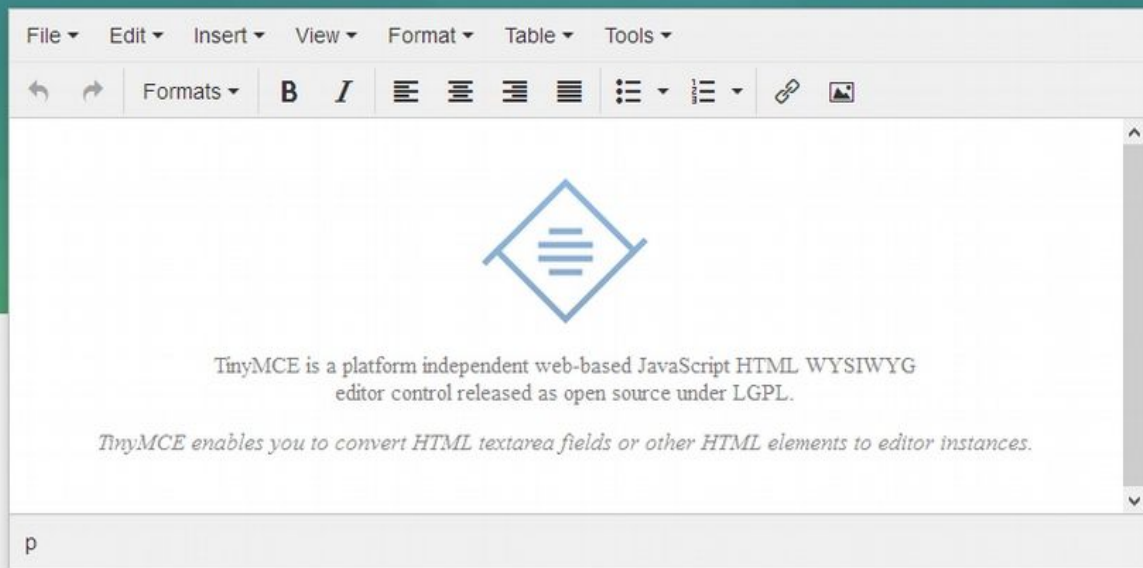 File Edit Insert View Format Table Tools
Formats B I
TinyMCE is a platform independent web-based JavaScript HTML WYSIWYG
editor control released as open source under LGPL.
TinyMCE enables you to convert HTML textarea fields or other HTML elements to editor instances.
p